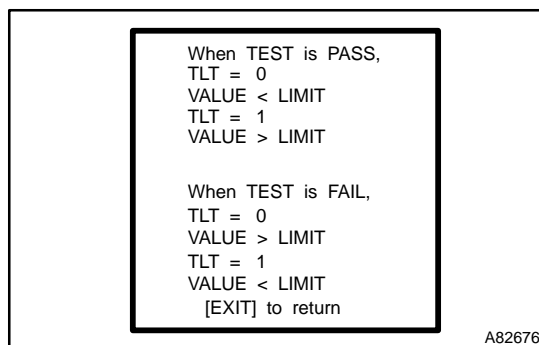 When TEST is PASS,
TLT = 0
VALUE < LIMIT
TLT = 1
VALUE > LIMIT
When TEST is FAIL,
TLT = 0
VALUE > LIMIT
TLT = 1
VALUE < LIMIT
[EXIT] to return
A82676